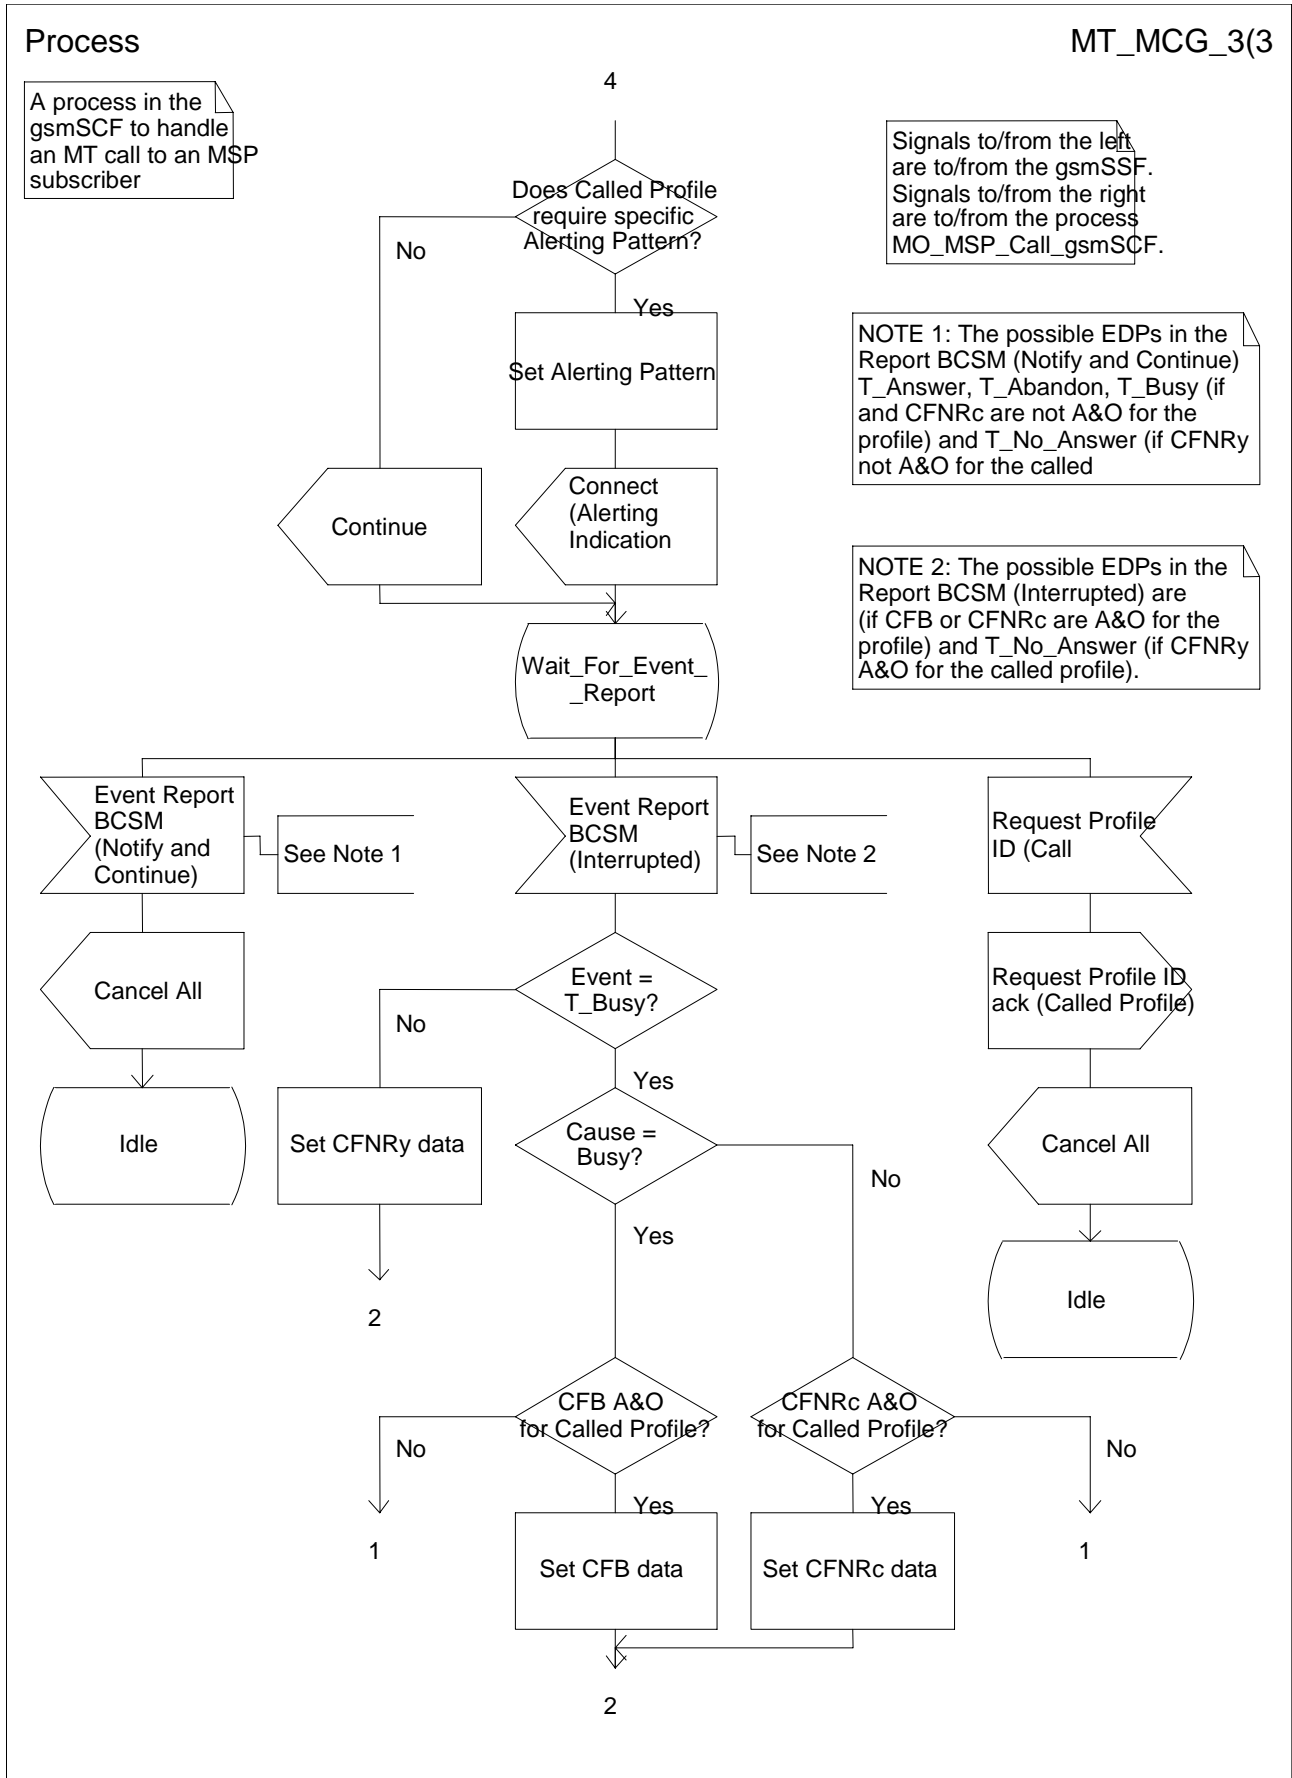 Process
MT_MCG_3(3
A process in the
gsmSCF to handle
an MT call to an MSP
subscriber
4
Signals to/from the left
are to/from the gsmSSF.
Signals to/from the right
are to/from the process
MO_MSP_Call_gsmSCF.
Does Called Profile
require specific
Alerting Pattern?
No
Yes
Set Alerting Pattern
NOTE 1: The possible EDPs in the
Report BCSM (Notify and Continue)
T_Answer, T_Abandon, T_Busy (if
and CFNRc are not A&O for the
profile) and T_No_Answer (if CFNRy
not A&O for the called
Continue
Connect
(Alerting
Indication
NOTE 2: The possible EDPs in the
Report BCSM (Interrupted) are
(if CFB or CFNRc are A&O for the
profile) and T_No_Answer (if CFNRy
A&O for the called profile).
Wait_For_Event_
_Report
Event Report
BCSM
(Notify and
Continue)
See Note 1
Event Report
BCSM
(Interrupted)
See Note 2
Request Profile
ID (Call
Cancel All
Event =
T_Busy?
No
Yes
Request Profile ID
ack (Called Profile)
Idle
Set CFNRy data
Cause =
Busy?
No
Yes
Cancel All
2
Idle
CFB A&O
for Called Profile?
No
Yes
CFNRc A&O
for Called Profile?
No
Yes
1
Set CFB data
Set CFNRc data
1
2